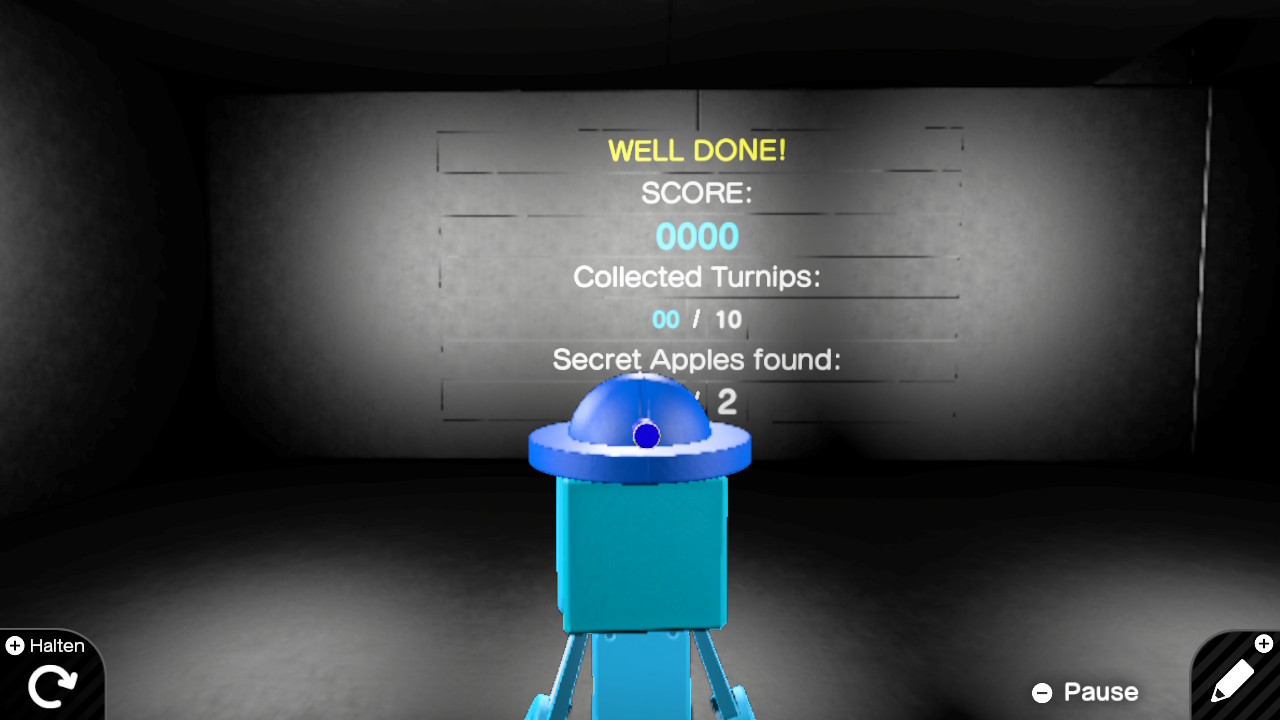 WELL DONE!
SCORE:
0000
Collected Turnips:
00 / 10
Secret Apples found:
/ 2
Halten
Pause